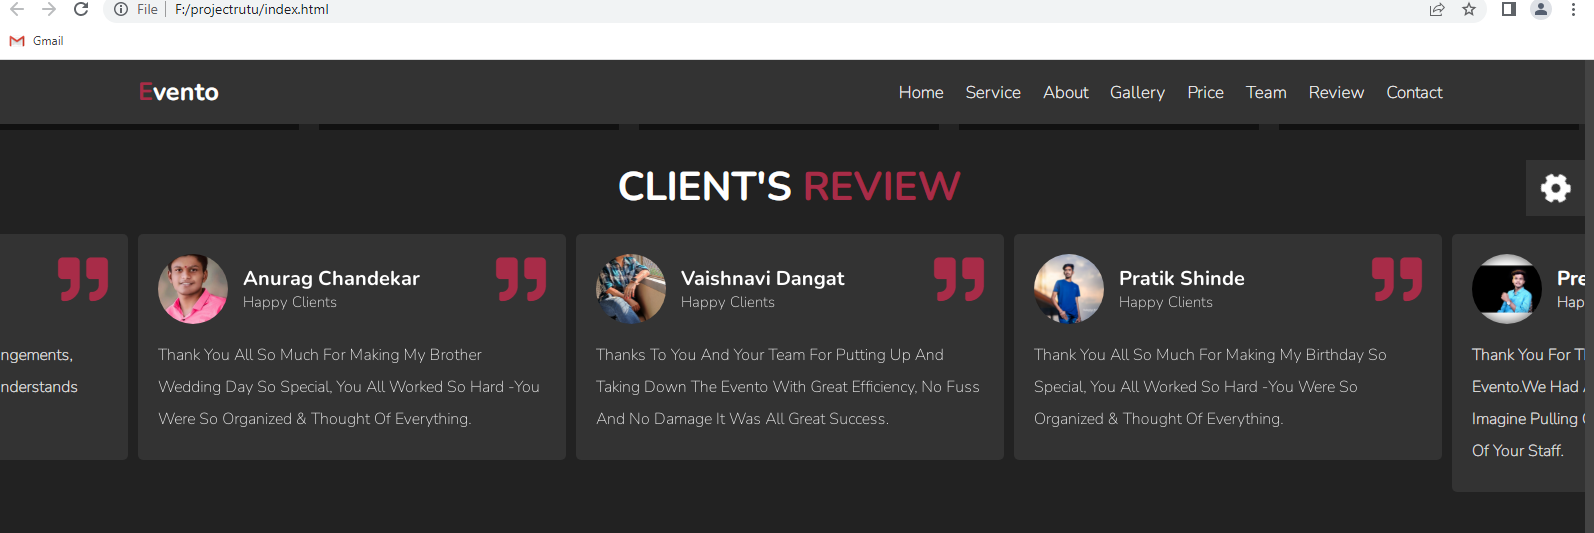 File | F:/projectrutu/index.html
Gmail
Evento
Home Service About Gallery Price Team Review Contact
CLIENT'S REVIEW
ngements,
nderstands
Anurag Chandekar
Happy Clients
Thank You All So Much For Making My Brother
Wedding Day So Special, You All Worked So Hard -You
Were So Organized & Thought Of Everything.
Vaishnavi Dangat
Happy Clients
Thanks To You And Your Team For Putting Up And
Taking Down The Evento With Great Efficiency, No Fuss
And No Damage It Was All Great Success.
Pratik Shinde
Happy Clients
Thank You All So Much For Making My Birthday So
Special, You All Worked So Hard -You Were So
Organized & Thought Of Everything.
Pre
Hap
Thank You For T
Evento.We Had
Imagine Pulling
Of Your Staff.